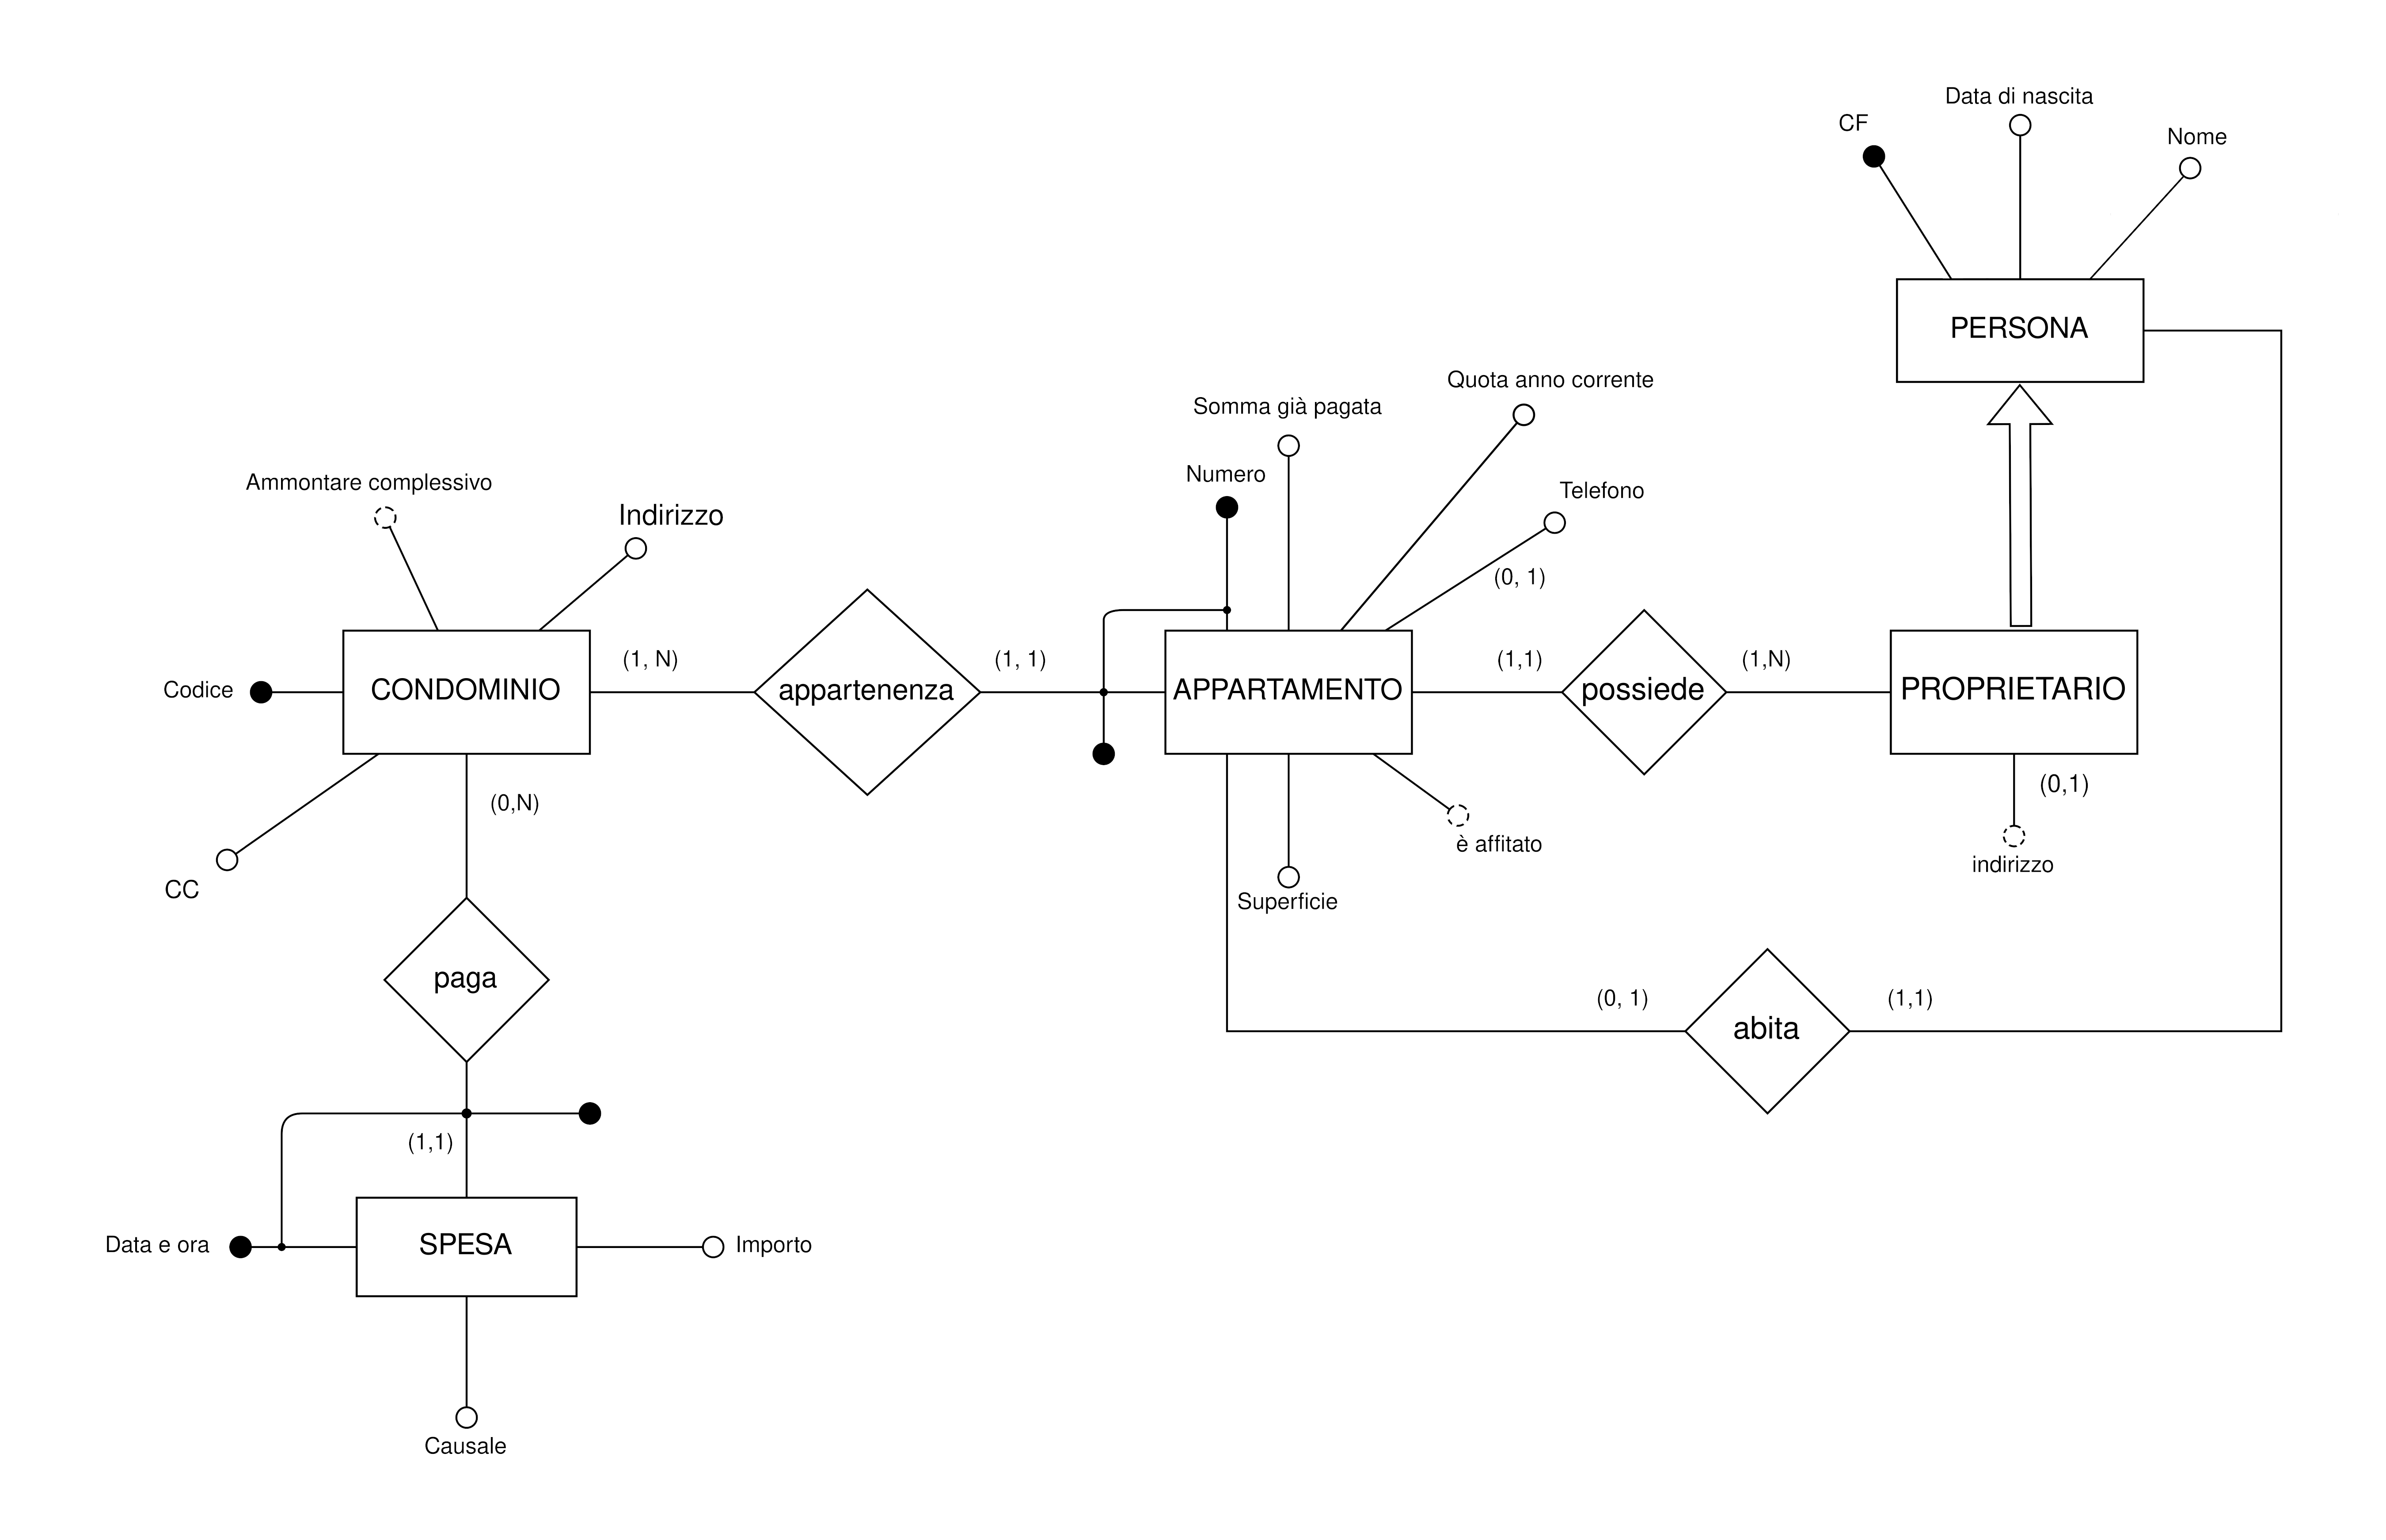 Data di nascita
CF
Nome
PERSONA
Quota anno corrente
Somma già pagata
Numero
Telefono
(0, 1)
Ammontare complessivo
Indirizzo
Codice
CONDOMINIO
(1, N)
appartenenza
(1, 1)
APPARTAMENTO
(1,1)
possiede
(1,N)
PROPRIETARIO
(0,1)
indirizzo
è affitato
Superficie
CC
(0,N)
paga
(0, 1)
abita
(1,1)
(1,1)
Data e ora
SPESA
Importo
Causale